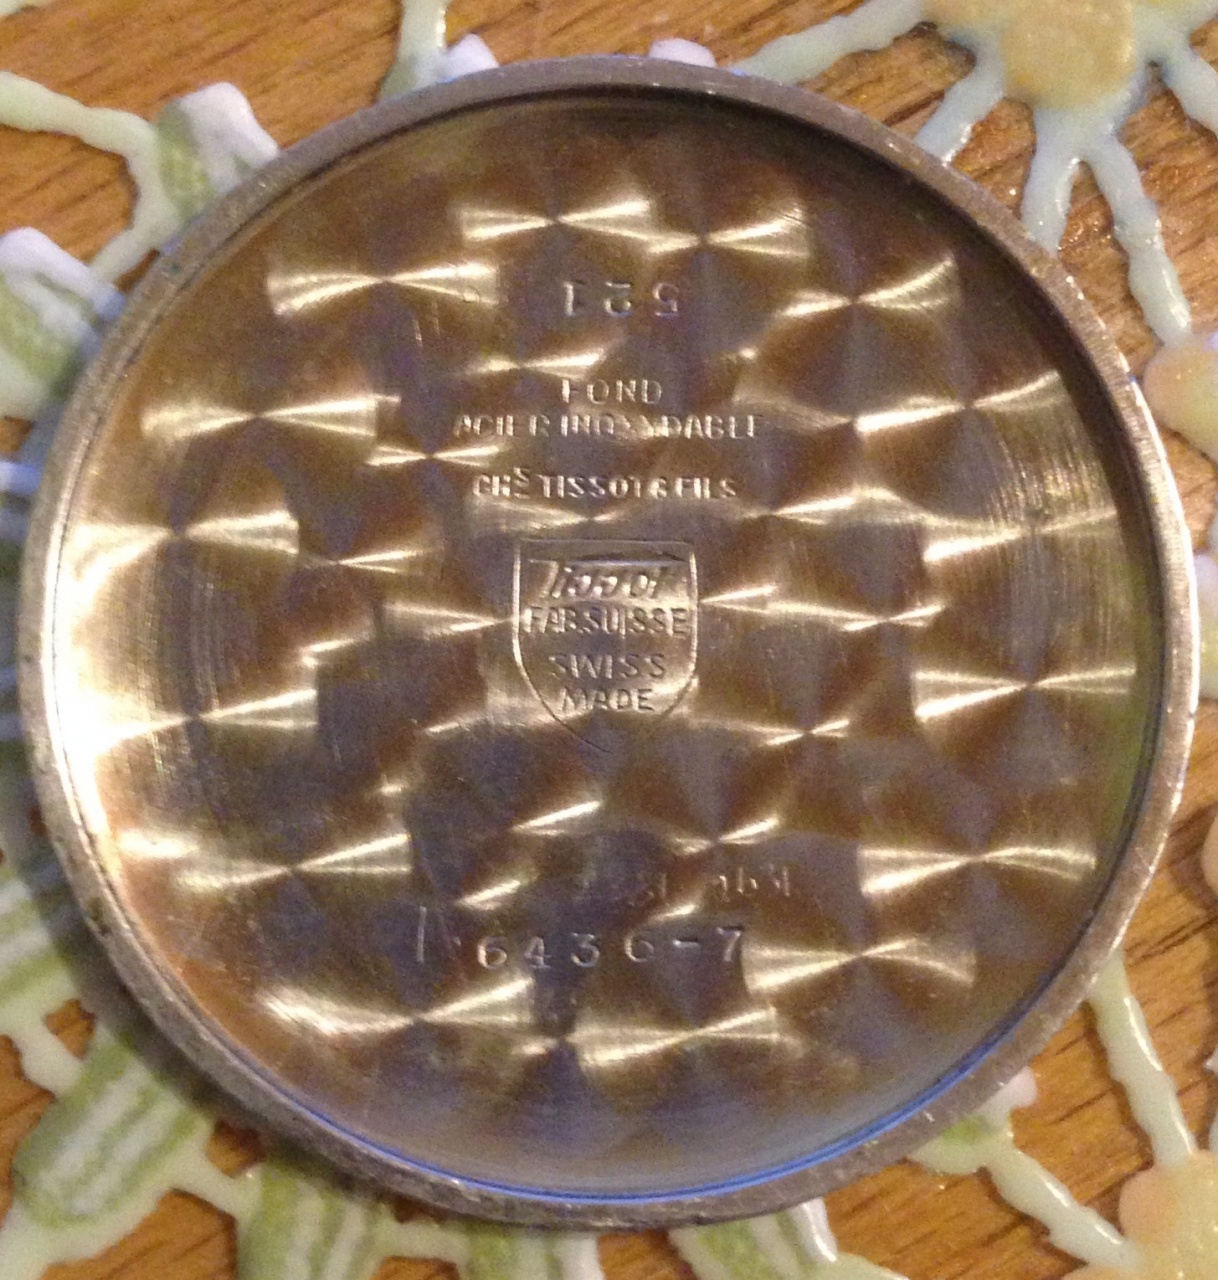 521
FOND
ACIER INOXYDABLE
CHS TISSOT & FILS
Tissot
FAB.SUISSE
SWISS
MADE
6436-7